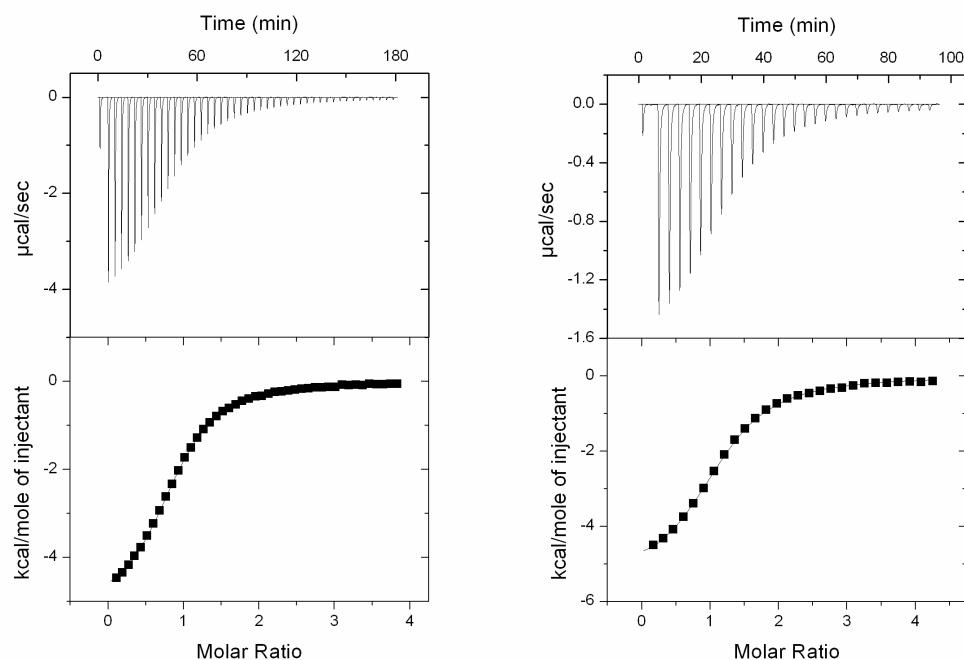 Time (min)
0 60 120 180
0
-2
-4
µcal/sec
0
-2
-4
kcal/mole of injectant
0 1 2 3 4
Molar Ratio
Time (min)
0 20 40 60 80 100
0.0
-0.4
-0.8
-1.2
-1.6
µcal/sec
0
-2
-4
-6
kcal/mole of injectant
0 1 2 3 4
Molar Ratio